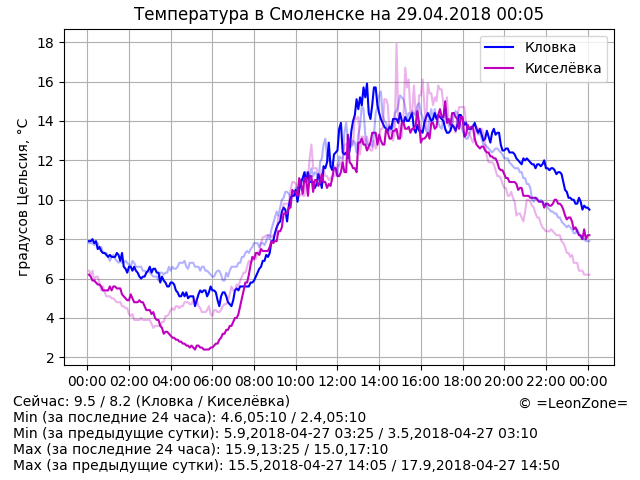 Температура в Смоленске на 29.04.2018 00:05
Кловка
Киселёвка
градусов Цельсия, °C
18
16
14
12
10
8
6
4
2
00:00 02:00 04:00 06:00 08:00 10:00 12:00 14:00 16:00 18:00 20:00 22:00 00:00
Сейчас: 9.5 / 8.2 (Кловка / Киселёвка)
© =LeonZone=
Min (за последние 24 часа): 4.6,05:10 / 2.4,05:10
Min (за предыдущие сутки): 5.9,2018-04-27 03:25 / 3.5,2018-04-27 03:10
Max (за последние 24 часа): 15.9,13:25 / 15.0,17:10
Max (за предыдущие сутки): 15.5,2018-04-27 14:05 / 17.9,2018-04-27 14:50